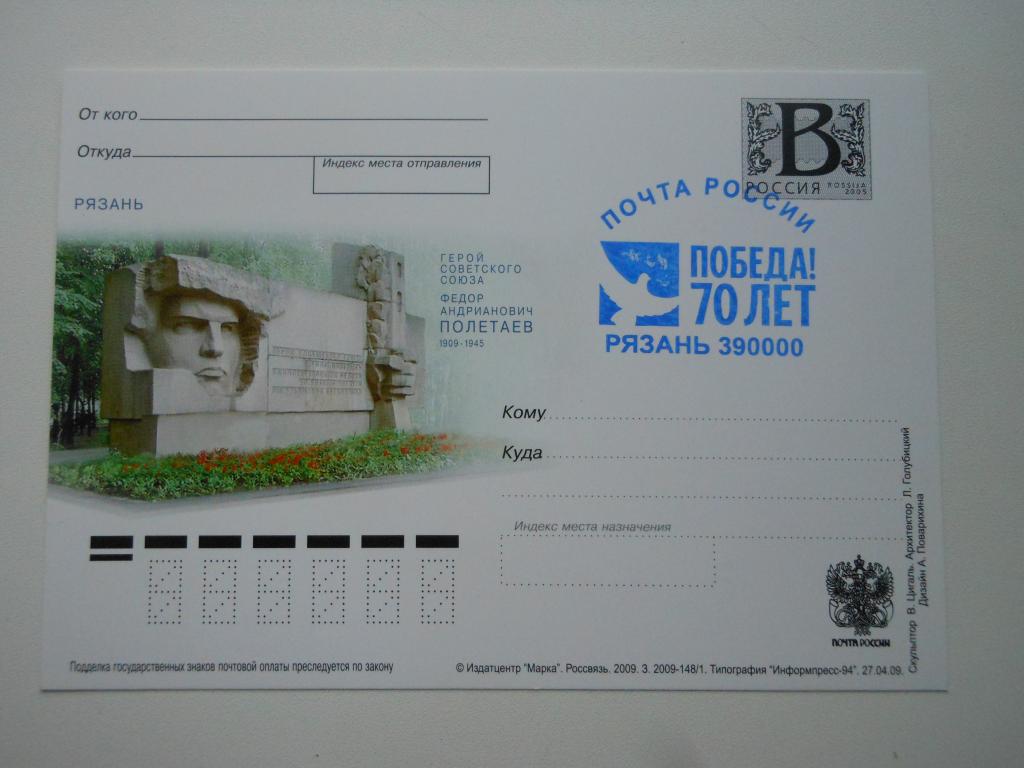 От кого
Откуда
Индекс места отправления
РЯЗАНЬ
В
РОССИЯ ROSSIJA
2005
ПОЧТА РОССИИ
ПОБЕДА!
70 ЛЕТ
РЯЗАНЬ 390000
ГЕРОЙ
СОВЕТСКОГО
СОЮЗА
ФЕДОР
АНДРИАНОВИЧ
ПОЛЕТАЕВ
1909-1945
Кому
Куда
Индекс места назначения
ПОЧТА РОССИИ
Скульптор В. Цигаль. Архитектор Л. Голубицкий
Дизайн А. Поварихина
Подделка государственных знаков почтовой оплаты преследуется по закону
© Издатцентр "Марка". Россвязь. 2009. З. 2009-148/1. Типография "Информпресс-94". 27.04.09.